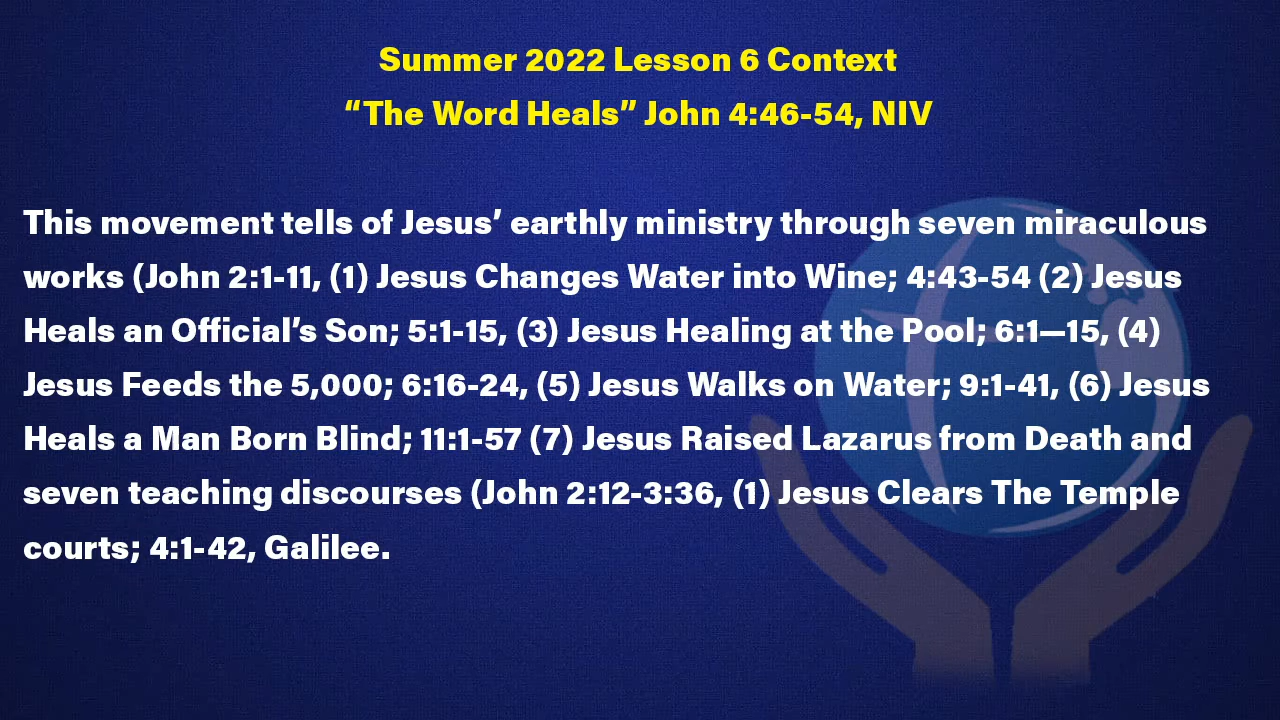 Summer 2022 Lesson 6 Context
“The Word Heals” John 4:46-54, NIV
This movement tells of Jesus’ earthly ministry through seven miraculous
works (John 2:1-11, (1) Jesus Changes Water into Wine; 4:43-54 (2) Jesus
Heals an Official’s Son; 5:1-15, (3) Jesus Healing at the Pool; 6:1—15, (4)
Jesus Feeds the 5,000; 6:16-24, (5) Jesus Walks on Water; 9:1-41, (6) Jesus
Heals a Man Born Blind; 11:1-57 (7) Jesus Raised Lazarus from Death and
seven teaching discourses (John 2:12-3:36, (1) Jesus Clears The Temple
courts; 4:1-42, Galilee.